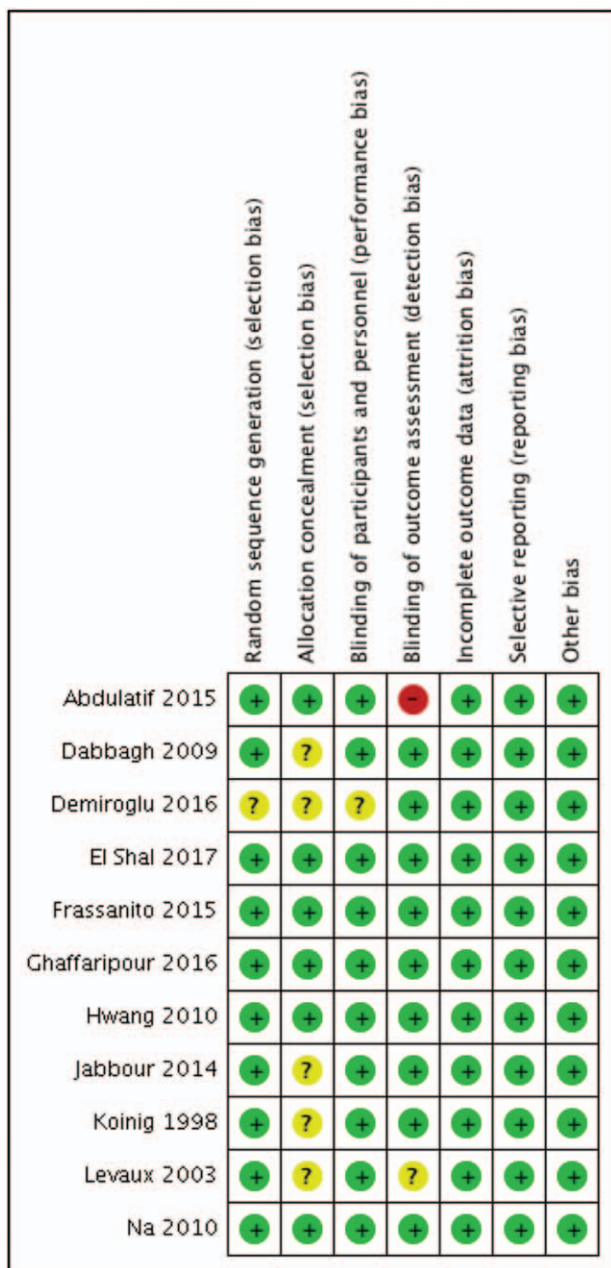 Random sequence generation (selection bias)
Allocation concealment (selection bias)
Blinding of participants and personnel (performance bias)
Blinding of outcome assessment (detection bias)
Incomplete outcome data (attrition bias)
Selective reporting (reporting bias)
Other bias
Abdulatif 2015 + + + - + + +
Dabbagh 2009 + ? + + + + +
Demiroglu 2016 ? ? ? + + + +
El Shal 2017 + + + + + + +
Frassanito 2015 + + + + + + +
Ghaffaripour 2016 + + + + + + +
Hwang 2010 + + + + + + +
Jabbour 2014 + ? + + + + +
Koinig 1998 + ? + + + + +
Levaux 2003 + ? + ? + + +
Na 2010 + + + + + + +